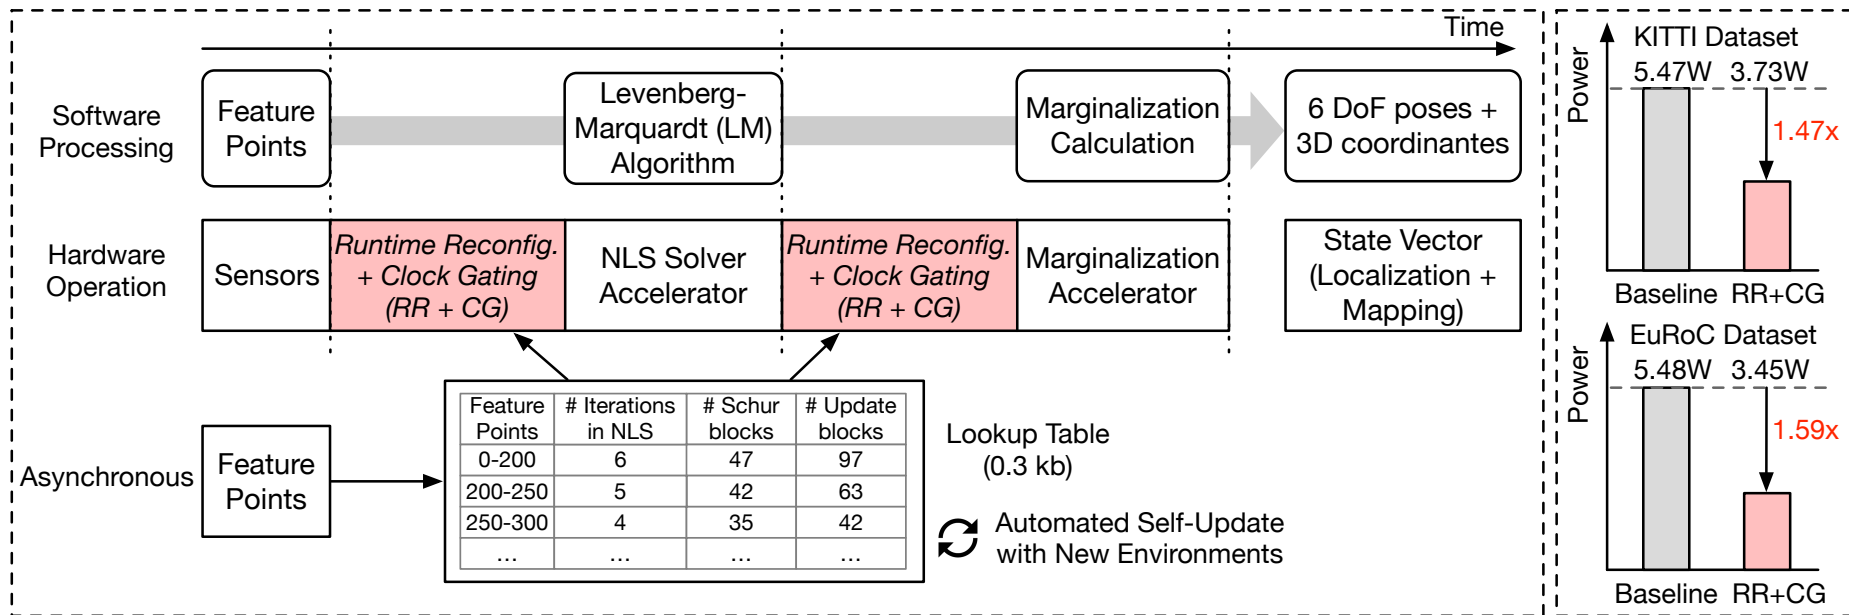 Time
Software
Processing
Feature
Points
Levenberg-
Marquardt (LM)
Algorithm
Marginalization
Calculation
6 DoF poses +
3D coordinantes
Hardware
Operation
Sensors
Runtime Reconfig.
+ Clock Gating
(RR + CG)
NLS Solver
Accelerator
Runtime Reconfig.
+ Clock Gating
(RR + CG)
Marginalization
Accelerator
State Vector
(Localization +
Mapping)
Asynchronous
Feature
Points
Feature
Points
# Iterations
in NLS
# Schur
blocks
# Update
blocks
0-200 6 47 97
200-250 5 42 63
250-300 4 35 42
... ... ... ...
Lookup Table
(0.3 kb)
Automated Self-Update
with New Environments
Power
KITTI Dataset
5.47W 3.73W
1.47x
Baseline RR+CG
Power
EuRoC Dataset
5.48W 3.45W
1.59x
Baseline RR+CG